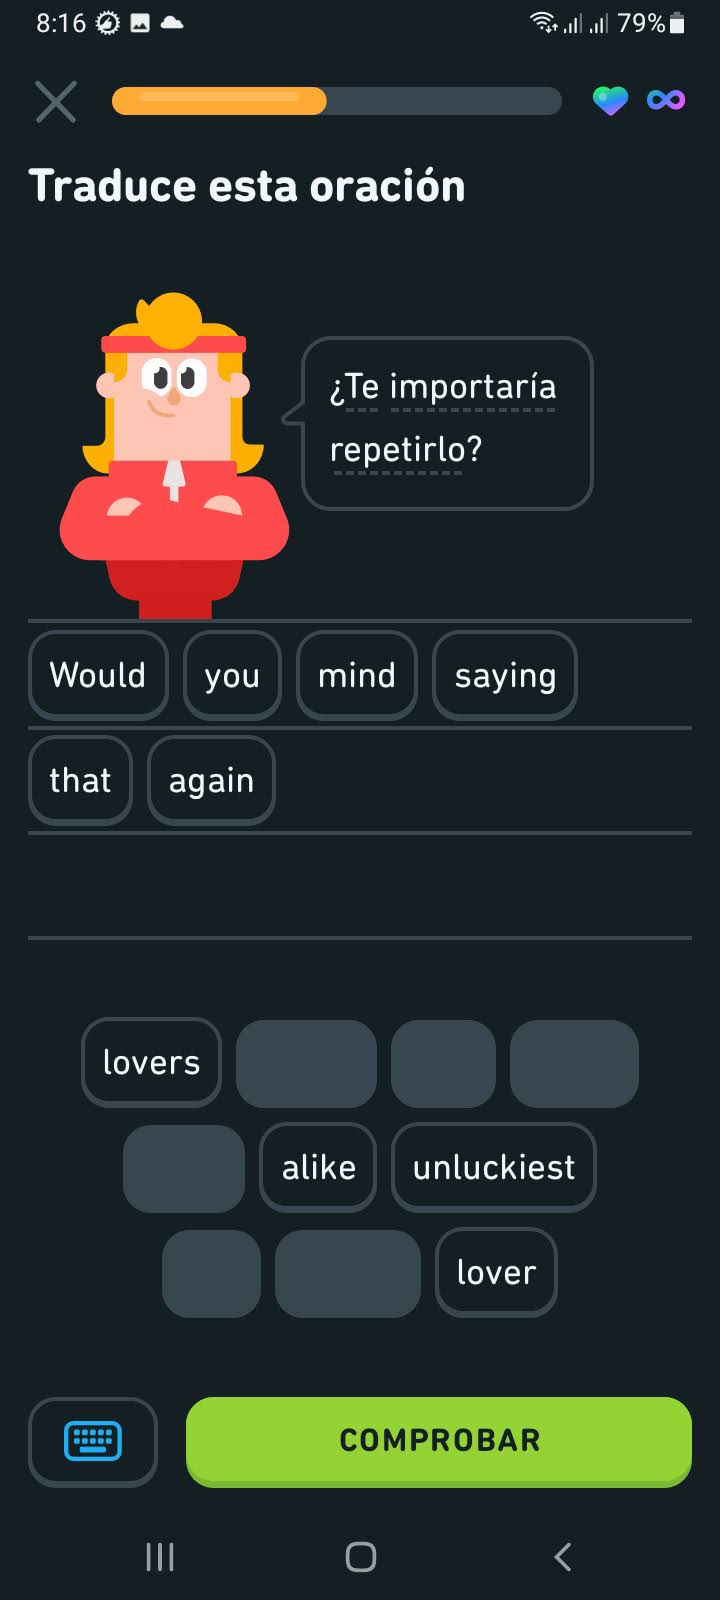 8:16 79%
Traduce esta oración
¿Te importaría
repetirlo?
Would you mind saying
that again
lovers
alike unluckiest
lover
COMPROBAR